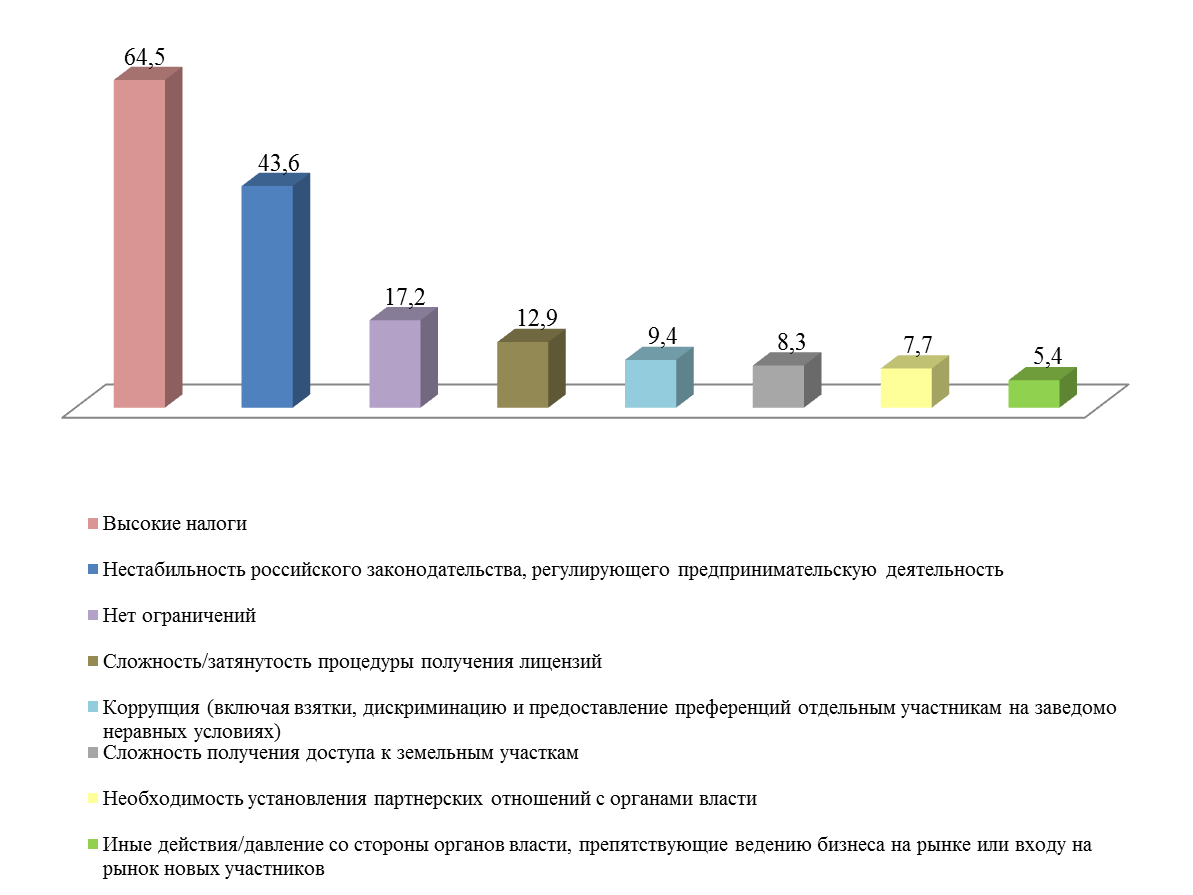 64,5
43,6
17,2
12,9
9,4
8,3
7,7
5,4
Высокие налоги
Нестабильность российского законодательства, регулирующего предпринимательскую деятельность
Нет ограничений
Сложность/затянутость процедуры получения лицензий
Коррупция (включая взятки, дискриминацию и предоставление преференций отдельным участникам на заведомо
неравных условиях)
Сложность получения доступа к земельным участкам
Необходимость установления партнерских отношений с органами власти
Иные действия/давление со стороны органов власти, препятствующие ведению бизнеса на рынке или входу на
рынок новых участников